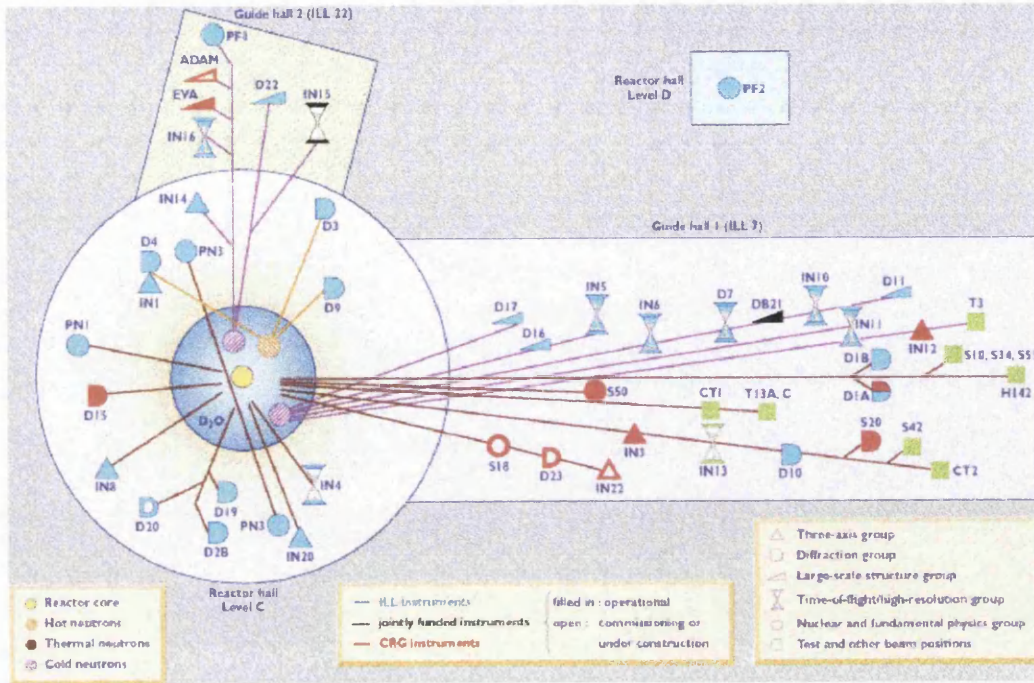 Guide hall 2 (ILL 22)
PF1
ADAM
EVA
D22
IN15
IN16
Reactor hall
Level D
PF2
IN14
D3
PN3
D4
IN1
D9
Guide hall 1 (ILL 7)
PN1
D15
D2O
IN8
D20
D19
D2B
PN3
IN20
IN4
D17
D16
IN5
IN6
D7
DB21
IN10
IN11
D11
T3
IN12
D1B
S10, S34, S51
D1A
H142
S50
CT1
T13A, C
S18
D23
IN22
IN3
IN13
D10
S20
S42
CT2
Reactor hall
Level C
Reactor core
Hot neutrons
Thermal neutrons
Cold neutrons
ILL instruments
jointly funded instruments
CRG instruments
filled in : operational
open : commissioning or
under construction
Three-axis group
Diffraction group
Large-scale structure group
Time-of-flight/high-resolution group
Nuclear and fundamental physics group
Test and other beam positions